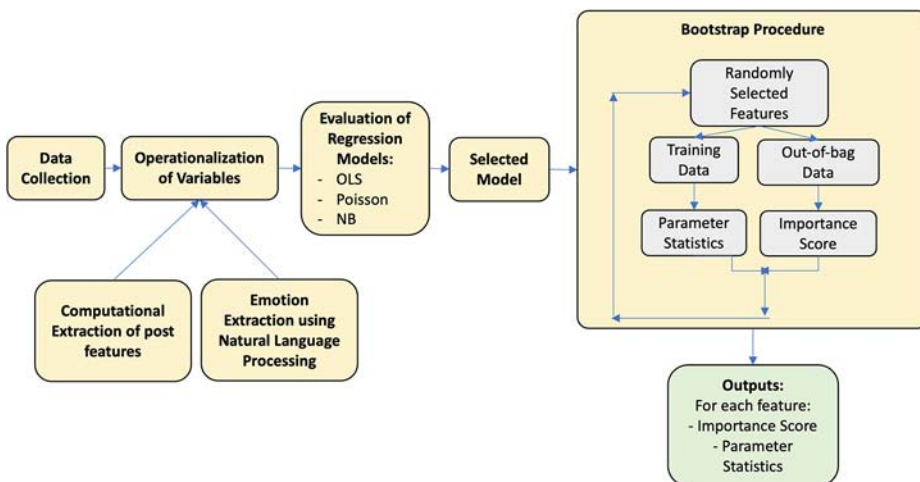 Data
Collection
Operationalization
of Variables
Computational
Extraction of post
features
Emotion
Extraction using
Natural Language
Processing
Evaluation of
Regression
Models:
- OLS
- Poisson
- NB
Selected
Model
Bootstrap Procedure
Randomly
Selected
Features
Training
Data
Out-of-bag
Data
Parameter
Statistics
Importance
Score
Outputs:
For each feature:
- Importance Score
- Parameter
Statistics